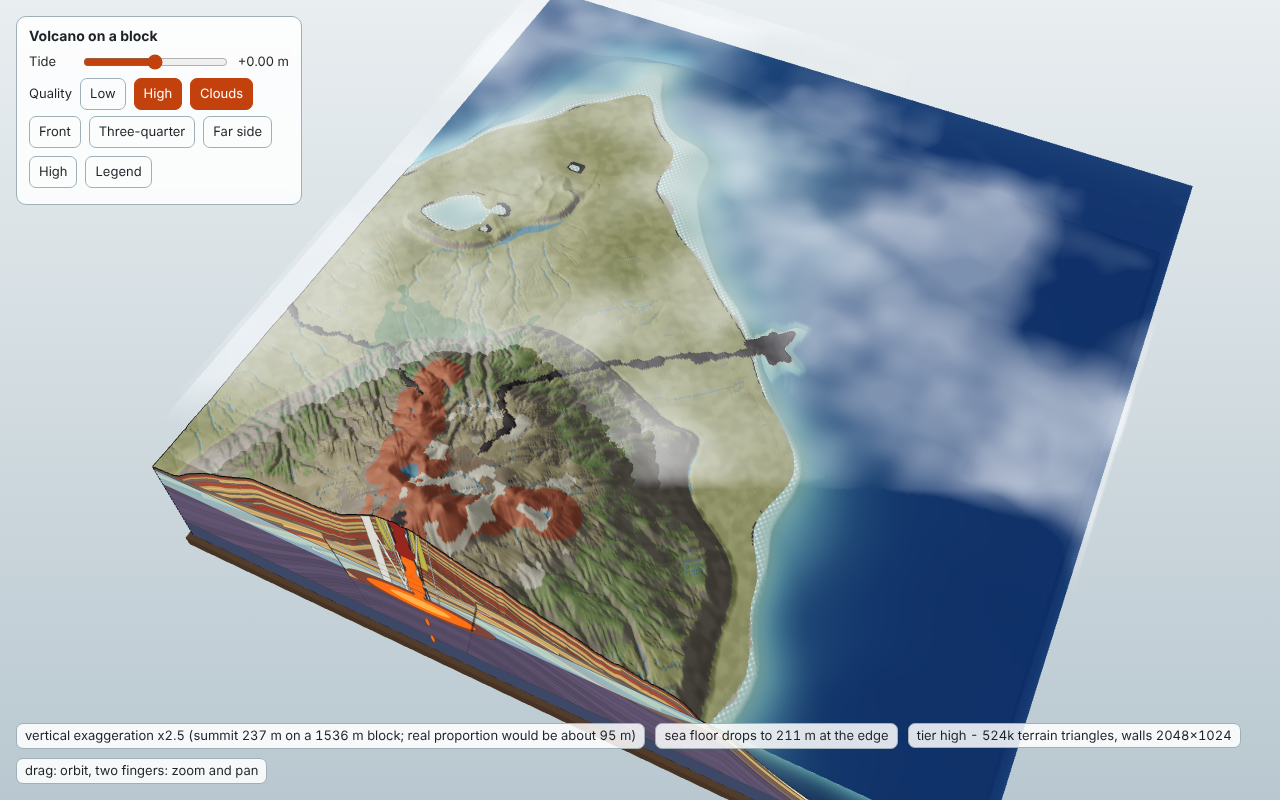 Volcano on a block
Tide +0.00 m
Quality Low High Clouds
Front Three-quarter Far side
High Legend
vertical exaggeration x2.5 (summit 237 m on a 1536 m block; real proportion would be about 95 m) sea floor drops to 211 m at the edge tier high - 524k terrain triangles, walls 2048×1024
drag: orbit, two fingers: zoom and pan